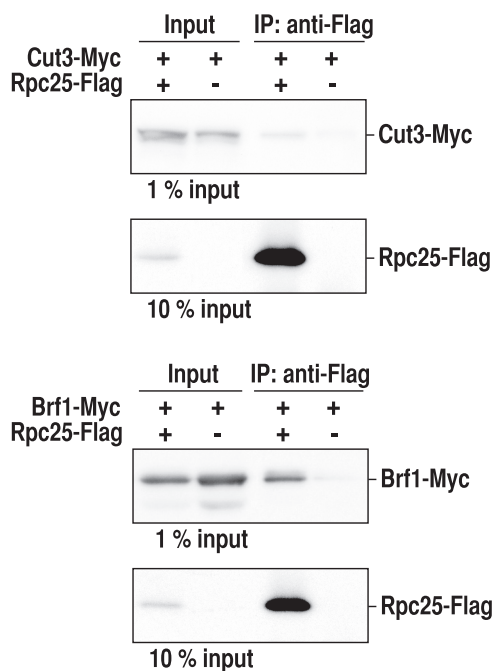 Input IP: anti-Flag
Cut3-Myc + + + +
Rpc25-Flag + - + -
Cut3-Myc
1 % input
Rpc25-Flag
10 % input
Input IP: anti-Flag
Brf1-Myc + + + +
Rpc25-Flag + - + -
Brf1-Myc
1 % input
Rpc25-Flag
10 % input